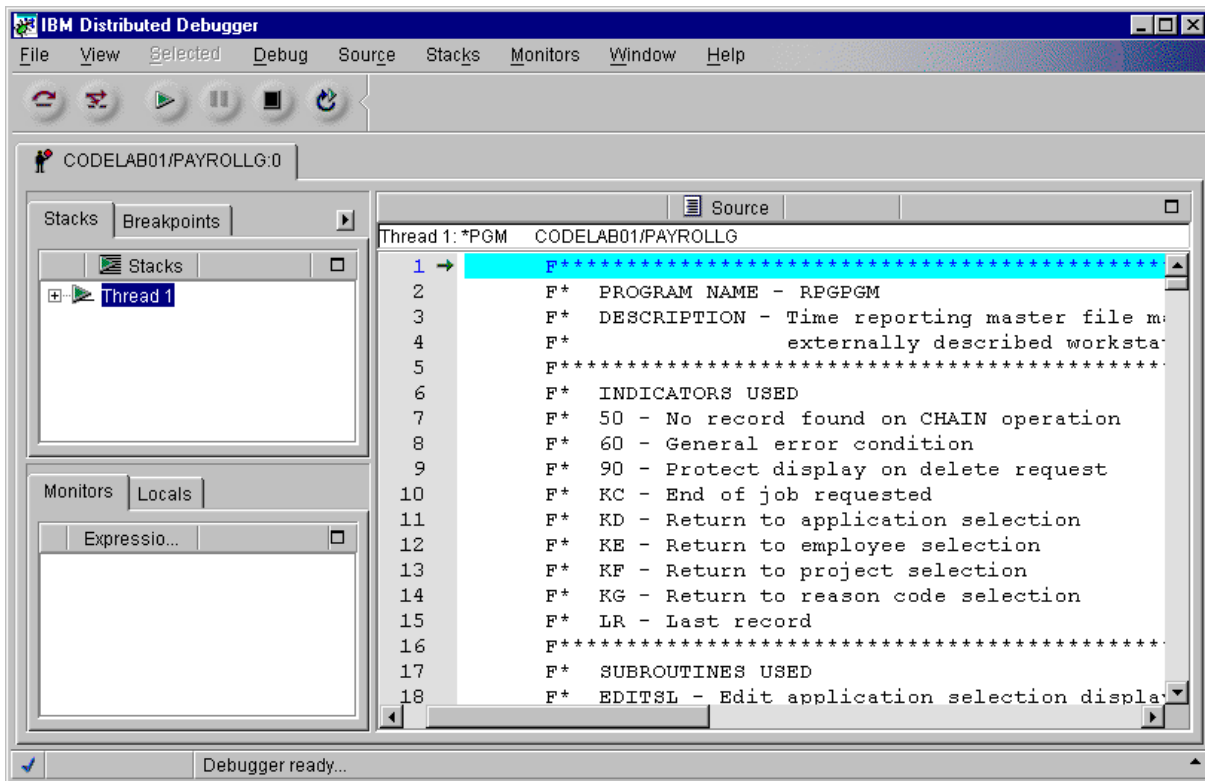 IBM Distributed Debugger
File View Selected Debug Source Stacks Monitors Window Help
CODELAB01/PAYROLLG:0
Stacks Breakpoints
Stacks
Thread 1
Monitors Locals
Expressio...
Source
Thread 1: *PGM CODELAB01/PAYROLLG
1 F************************************************
2 F* PROGRAM NAME - RPGPGM
3 F* DESCRIPTION - Time reporting master file
4 F* externally described
5 F************************************************
6 F* INDICATORS USED
7 F* 50 - No record found on CHAIN operation
8 F* 60 - General error condition
9 F* 90 - Protect display on delete request
10 F* KC - End of job requested
11 F* KD - Return to application selection
12 F* KE - Return to employee selection
13 F* KF - Return to project selection
14 F* KG - Return to reason code selection
15 F* LR - Last record
16 F************************************************
17 F* SUBROUTINES USED
18 F* EDITSL - Edit application selection
Debugger ready...